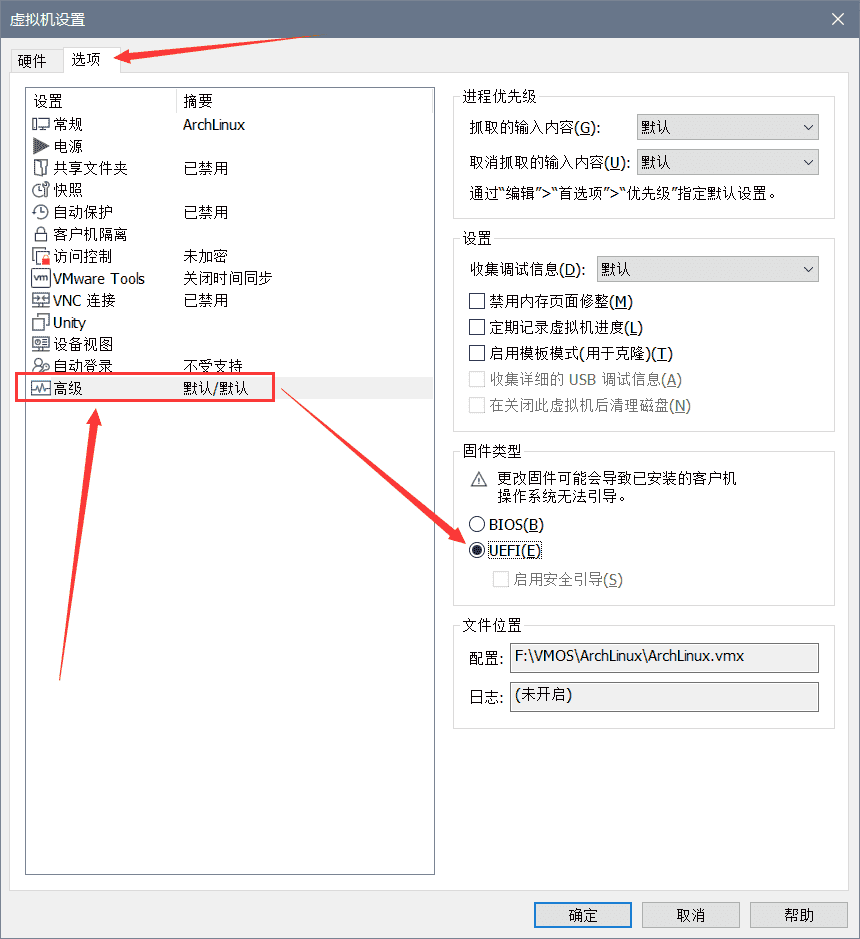 虚拟机设置
硬件 选项
设置 摘要
常规 ArchLinux
电源
共享文件夹 已禁用
快照
自动保护 已禁用
客户机隔离
访问控制 未加密
vm VMware Tools 关闭时间同步
VNC 连接 已禁用
Unity
设备视图
自动登录 不受支持
高级 默认/默认
进程优先级
抓取的输入内容(G): 默认
取消抓取的输入内容(U): 默认
通过“编辑”>“首选项”>“优先级”指定默认设置。
设置
收集调试信息(D): 默认
禁用内存页面修整(M)
定期记录虚拟机进度(L)
启用模板模式(用于克隆)(T)
收集详细的 USB 调试信息(A)
在关闭此虚拟机后清理磁盘(N)
固件类型
更改固件可能会导致已安装的客户机
操作系统无法引导。
BIOS(B)
UEFI(E)
启用安全引导(S)
文件位置
配置: F:\VMOS\ArchLinux\ArchLinux.vmx
日志: (未开启)
确定 取消 帮助